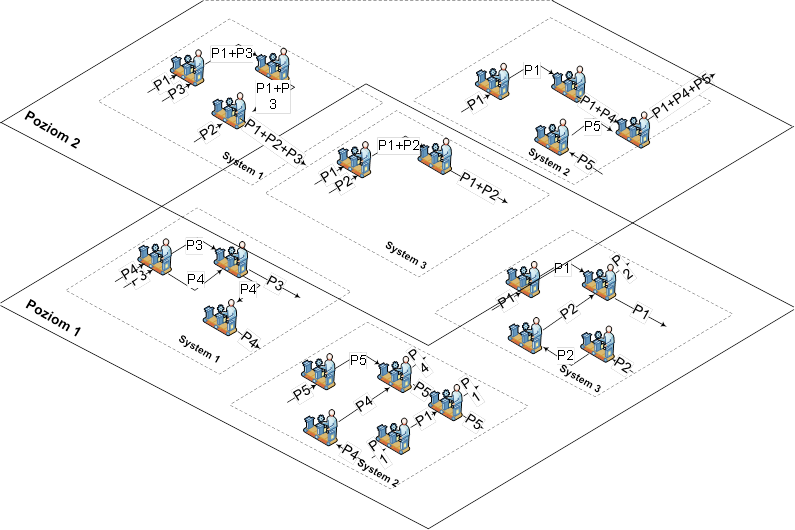 P1+P3
P1
P3
P1+P
3
P2
P1+P2+P3
System 1
Poziom 2
P1
P1
P1+P4
P1+P4+P5
P5
P5
System 2
P1+P2
P1
P2
P1+P2
System 3
P3
P4
P4
P4
P3
P4
System 1
Poziom 1
P5
P5
P4
P4
P5
P1
P1
P1
P5
P4
System 2
P1
P1
P2
P2
P1
P2
P2
System 3